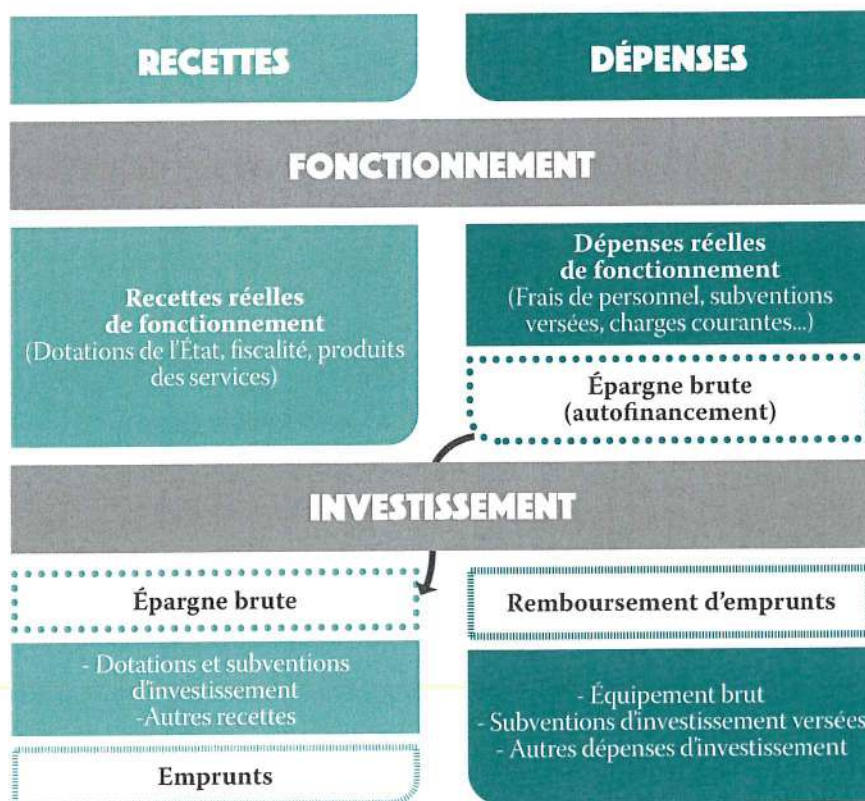 RECETTES
DÉPENSES
FONCTIONNEMENT
Recettes réelles
de fonctionnement
(Dotations de l'État, fiscalité, produits
des services)
Dépenses réelles
de fonctionnement
(Frais de personnel, subventions
versées, charges courantes...)
Épargne brute
(autofinancement)
INVESTISSEMENT
Épargne brute
- Dotations et subventions
d'investissement
-Autres recettes
Emprunts
Remboursement d'emprunts
- Équipement brut
- Subventions d'investissement versées
- Autres dépenses d'investissement